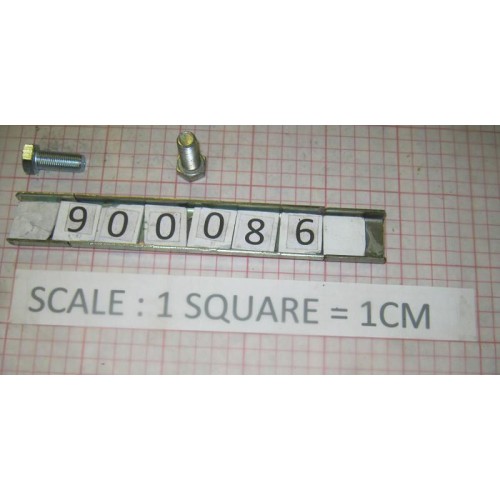 900086
SCALE : 1 SQUARE = 1CM